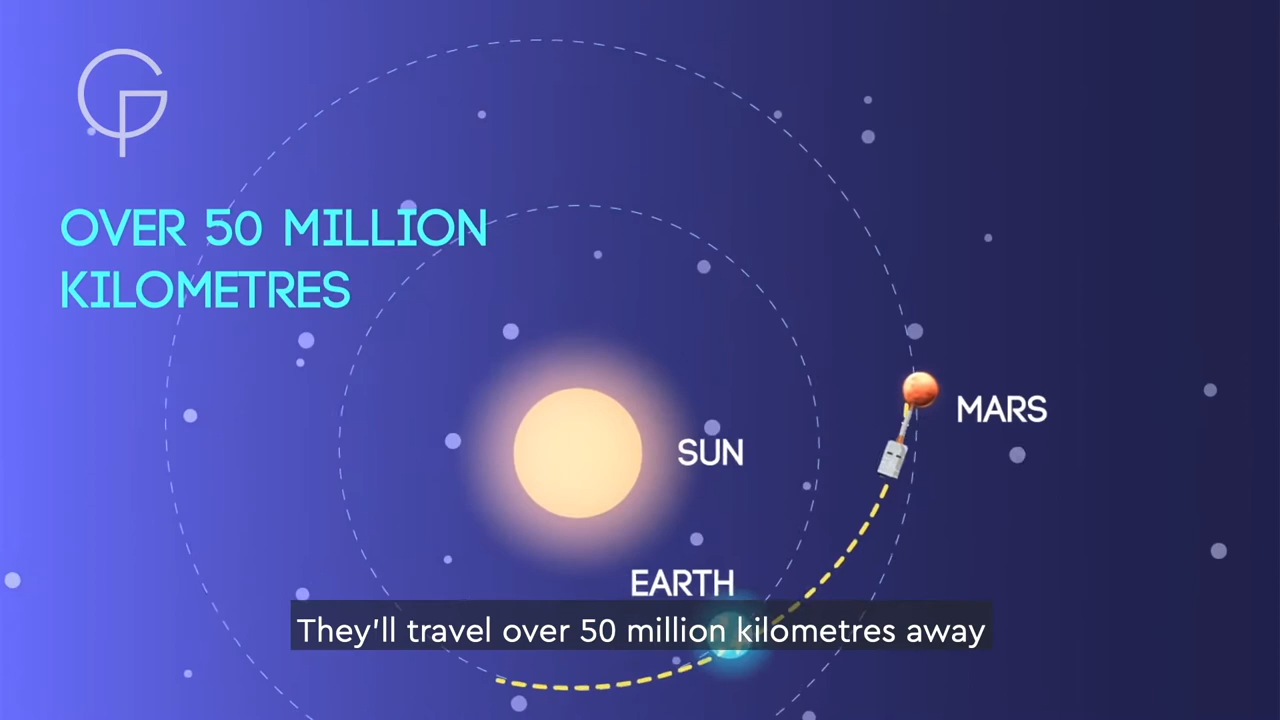 OVER 50 MILLION
KILOMETRES
MARS
SUN
EARTH
They'll travel over 50 million kilometres away